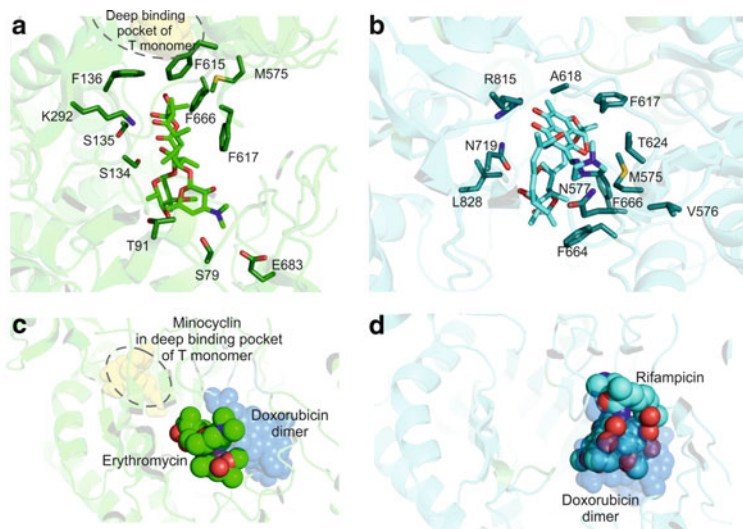 a
Deep binding
pocket of
T monomer
F615
F136
M575
K292
F666
S135
F617
S134
T91
S79
E683
b
R815
A618
F617
N719
T624
M575
L828
N577
F666
V576
F664
c
Minocyclin
in deep binding pocket
of T monomer
Doxorubicin
dimer
Erythromycin
d
Rifampicin
Doxorubicin
dimer